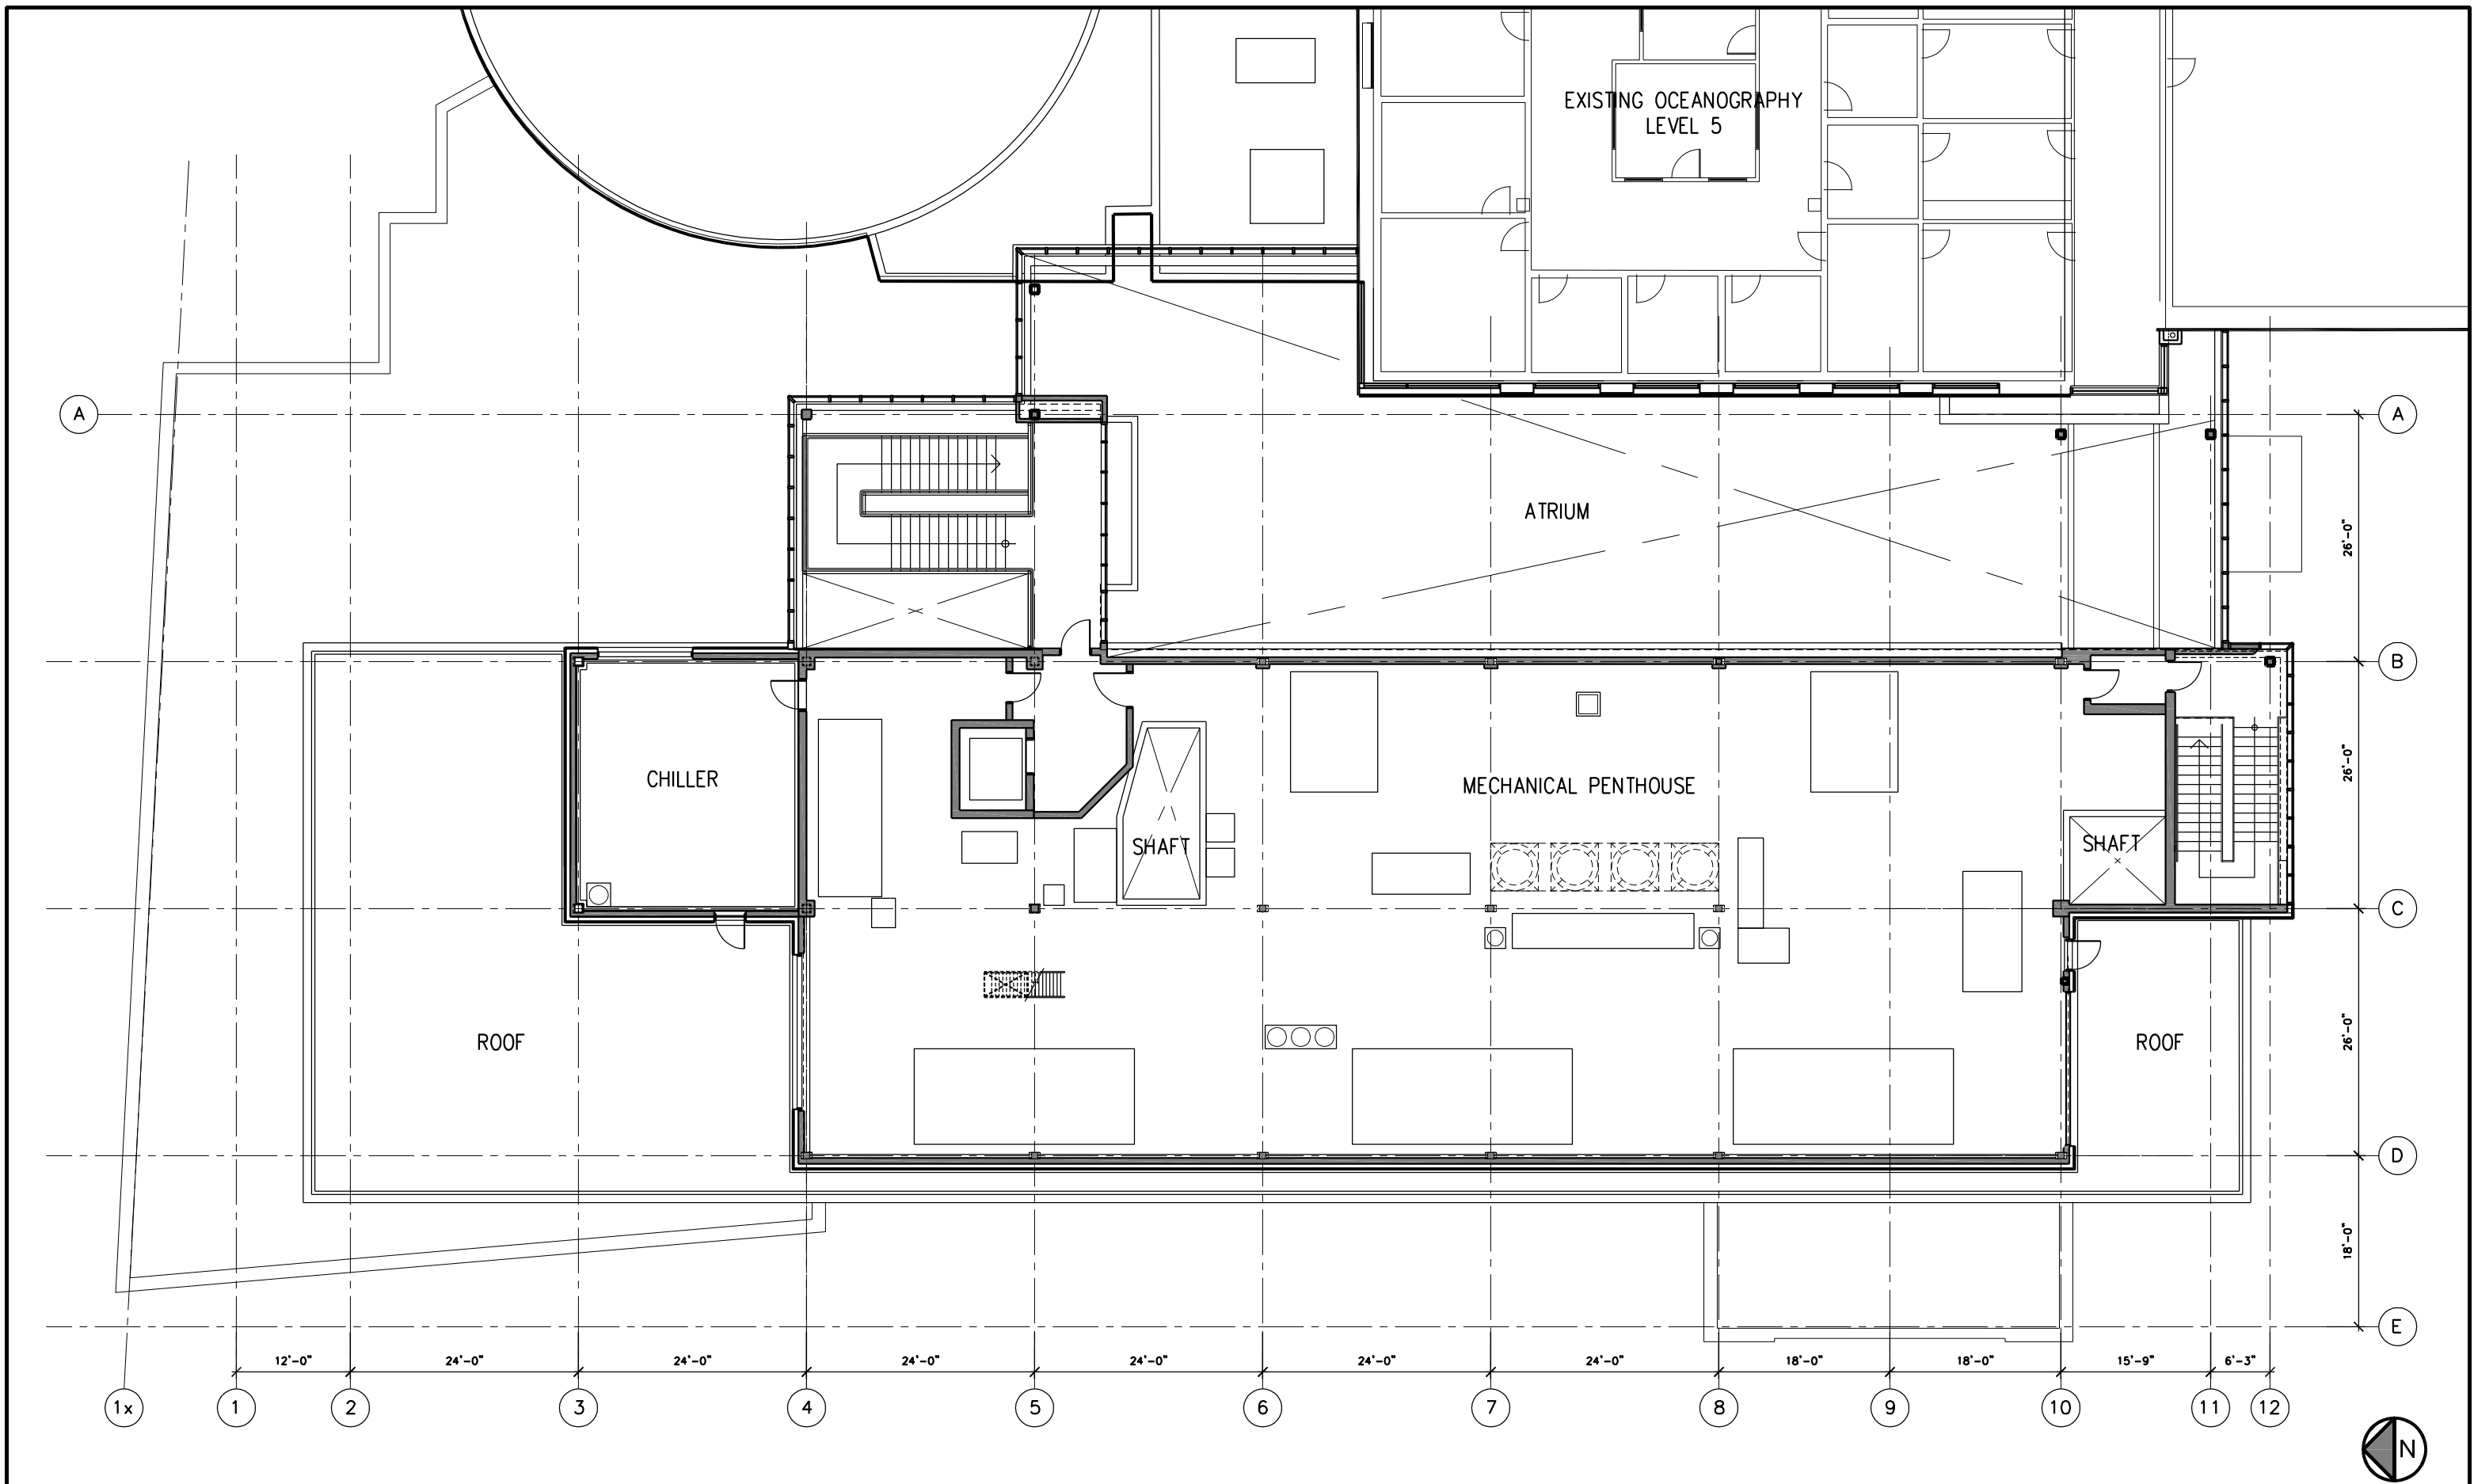 EXISTING OCEANOGRAPHY
LEVEL 5
A
A
ATRIUM
26'-0"
B
CHILLER
MECHANICAL PENTHOUSE
26'-0"
SHAFT
SHAFT
C
ROOF
ROOF
26'-0"
D
18'-0"
E
12'-0"
24'-0"
24'-0"
24'-0"
24'-0"
24'-0"
24'-0"
18'-0"
18'-0"
15'-9"
6'-3"
1x
1
2
3
4
5
6
7
8
9
10
11
12
N